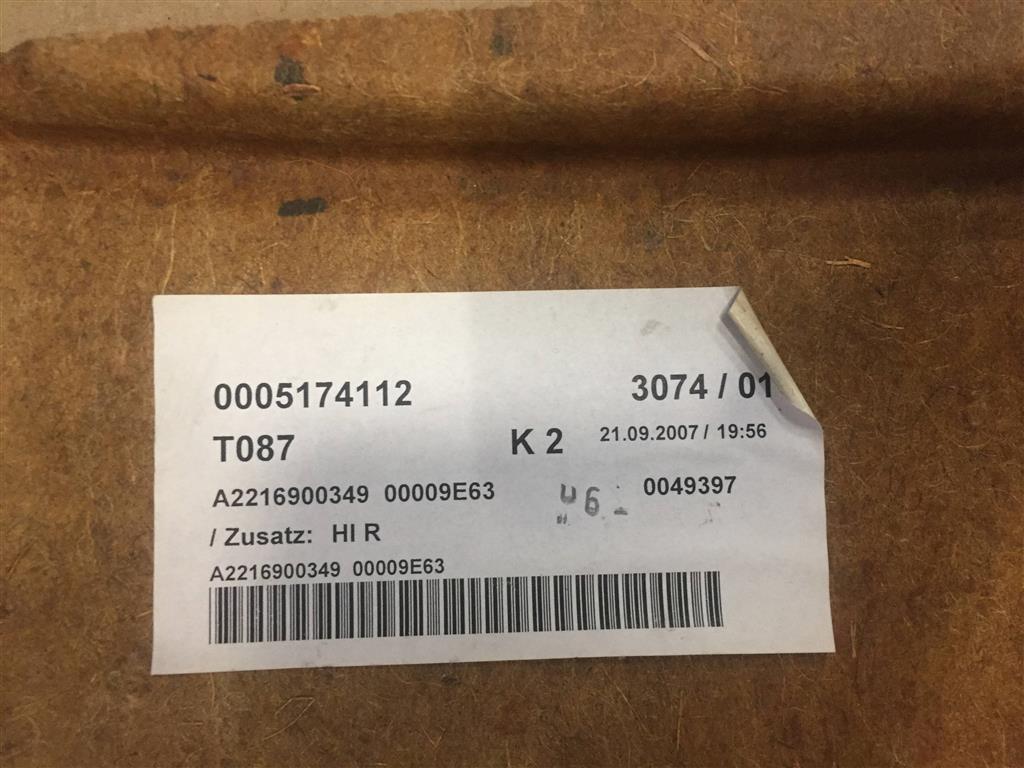 0005174112 3074 / 01
T087 K 2 21.09.2007 / 19:56
A2216900349 00009E63 0049397
/ Zusatz: HI R
A2216900349 00009E63